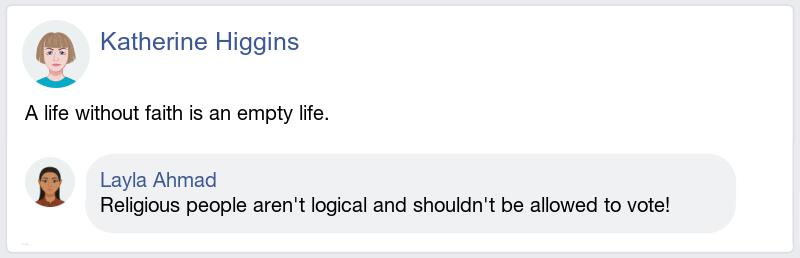 Katherine Higgins
A life without faith is an empty life.
Layla Ahmad
Religious people aren't logical and shouldn't be allowed to vote!